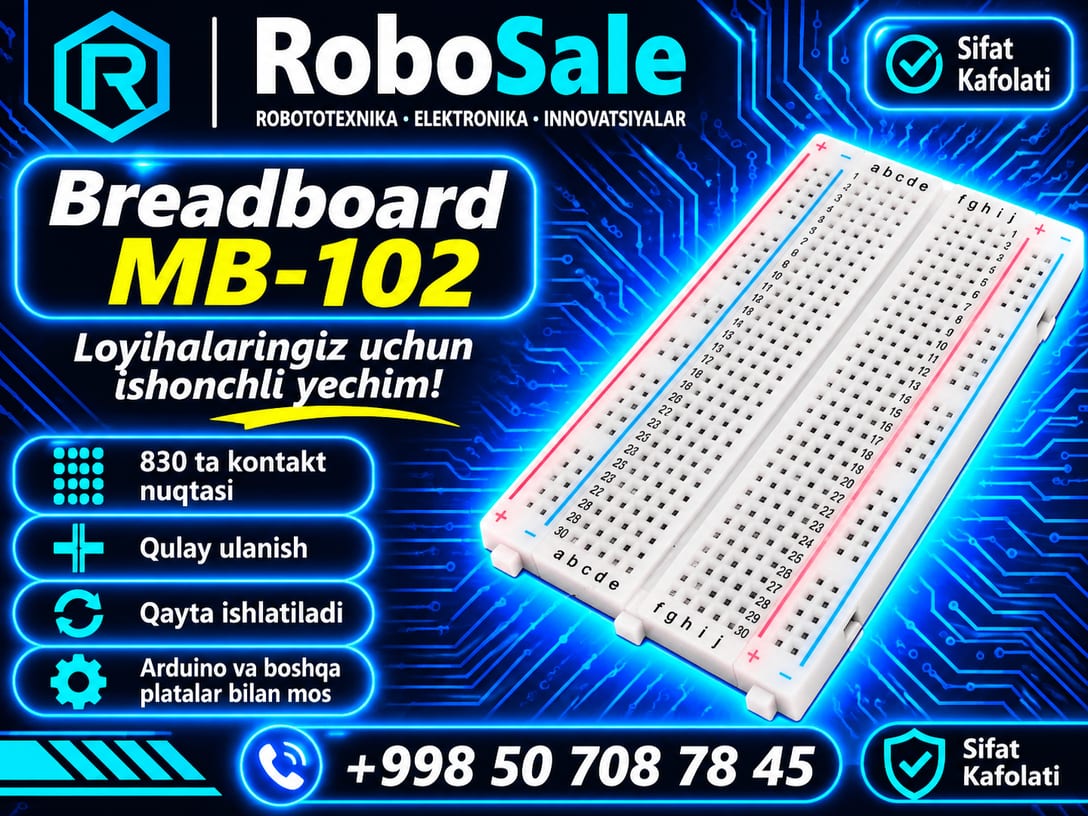 R
RoboSale
ROBOTOTEXNIKA • ELEKTRONIKA • INNOVATSIYALAR
Sifat
Kafolati
Breadboard
MB-102
Loyihalaringiz uchun
ishonchli yechim!
830 ta kontakt
nuqtasi
Qulay ulanish
Qayta ishlatiladi
Arduino va boshqa
platalar bilan mos
a b c d e
f g h i j
a b c d e
f g h i j
+998 50 708 78 45
Sifat
Kafolati